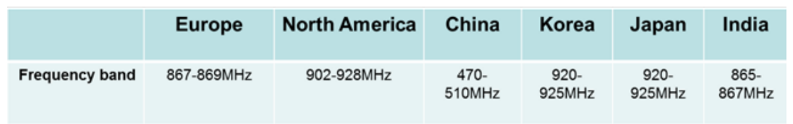 Europe North America China Korea Japan India
Frequency band 867-869MHz 902-928MHz 470- 920- 920- 865-
510MHz 925MHz 925MHz 867MHz